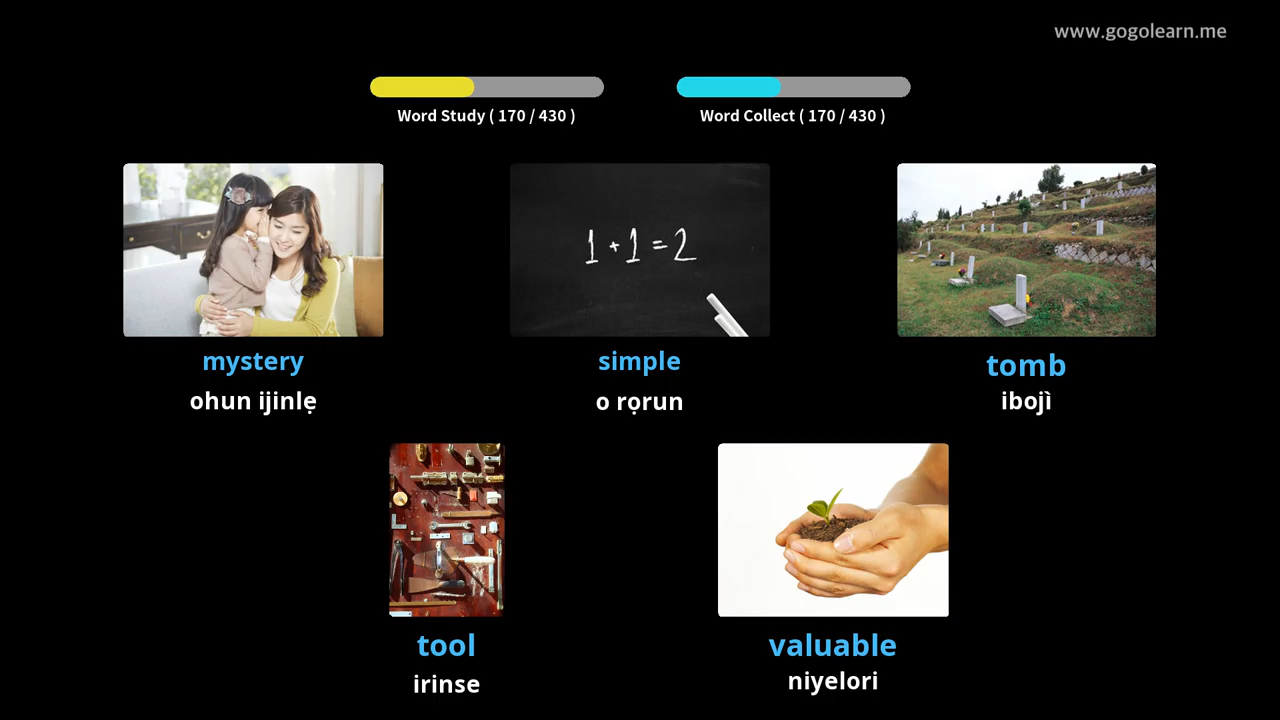 www.gogolearn.me
Word Study ( 170 / 430 )
Word Collect ( 170 / 430 )
1 + 1 = 2
mystery
simple
tomb
ohun ijinlẹ
o rọrun
ibojì
tool
valuable
irinse
niyelori